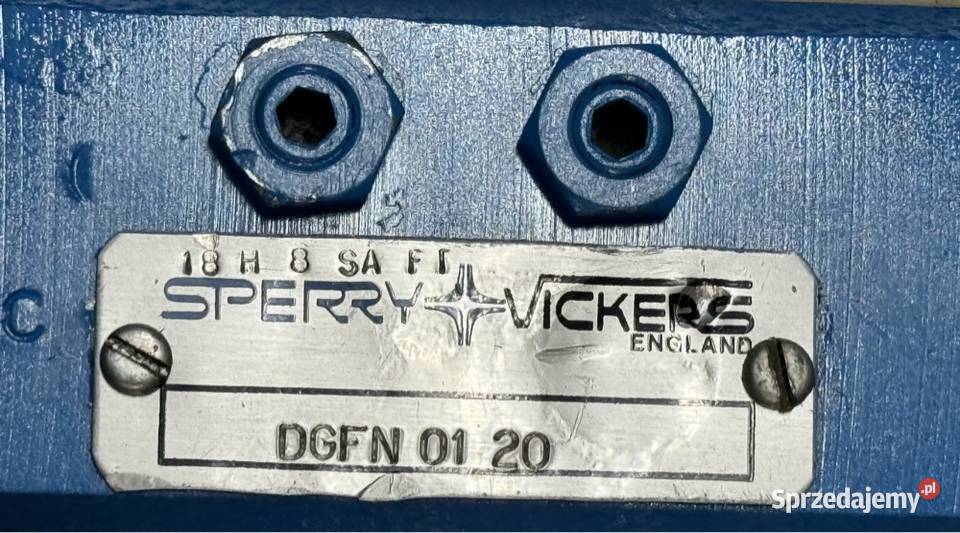 18 H 8 SA FT
SPERRY VICKERS
ENGLAND
C
DGFN 01 20
Sprzedajemy.pl